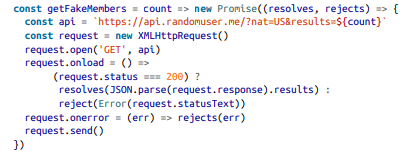 const getFakeMembers = count => new Promise((resolves, rejects) => {
  const api = `https://api.randomuser.me/?nat=US&results=${count}`
  const request = new XMLHttpRequest()
  request.open('GET', api)
  request.onload = () =>
       (request.status === 200) ?
        resolves(JSON.parse(request.response).results) :
        reject(Error(request.statusText))
  request.onerror = (err) => rejects(err)
  request.send()
})